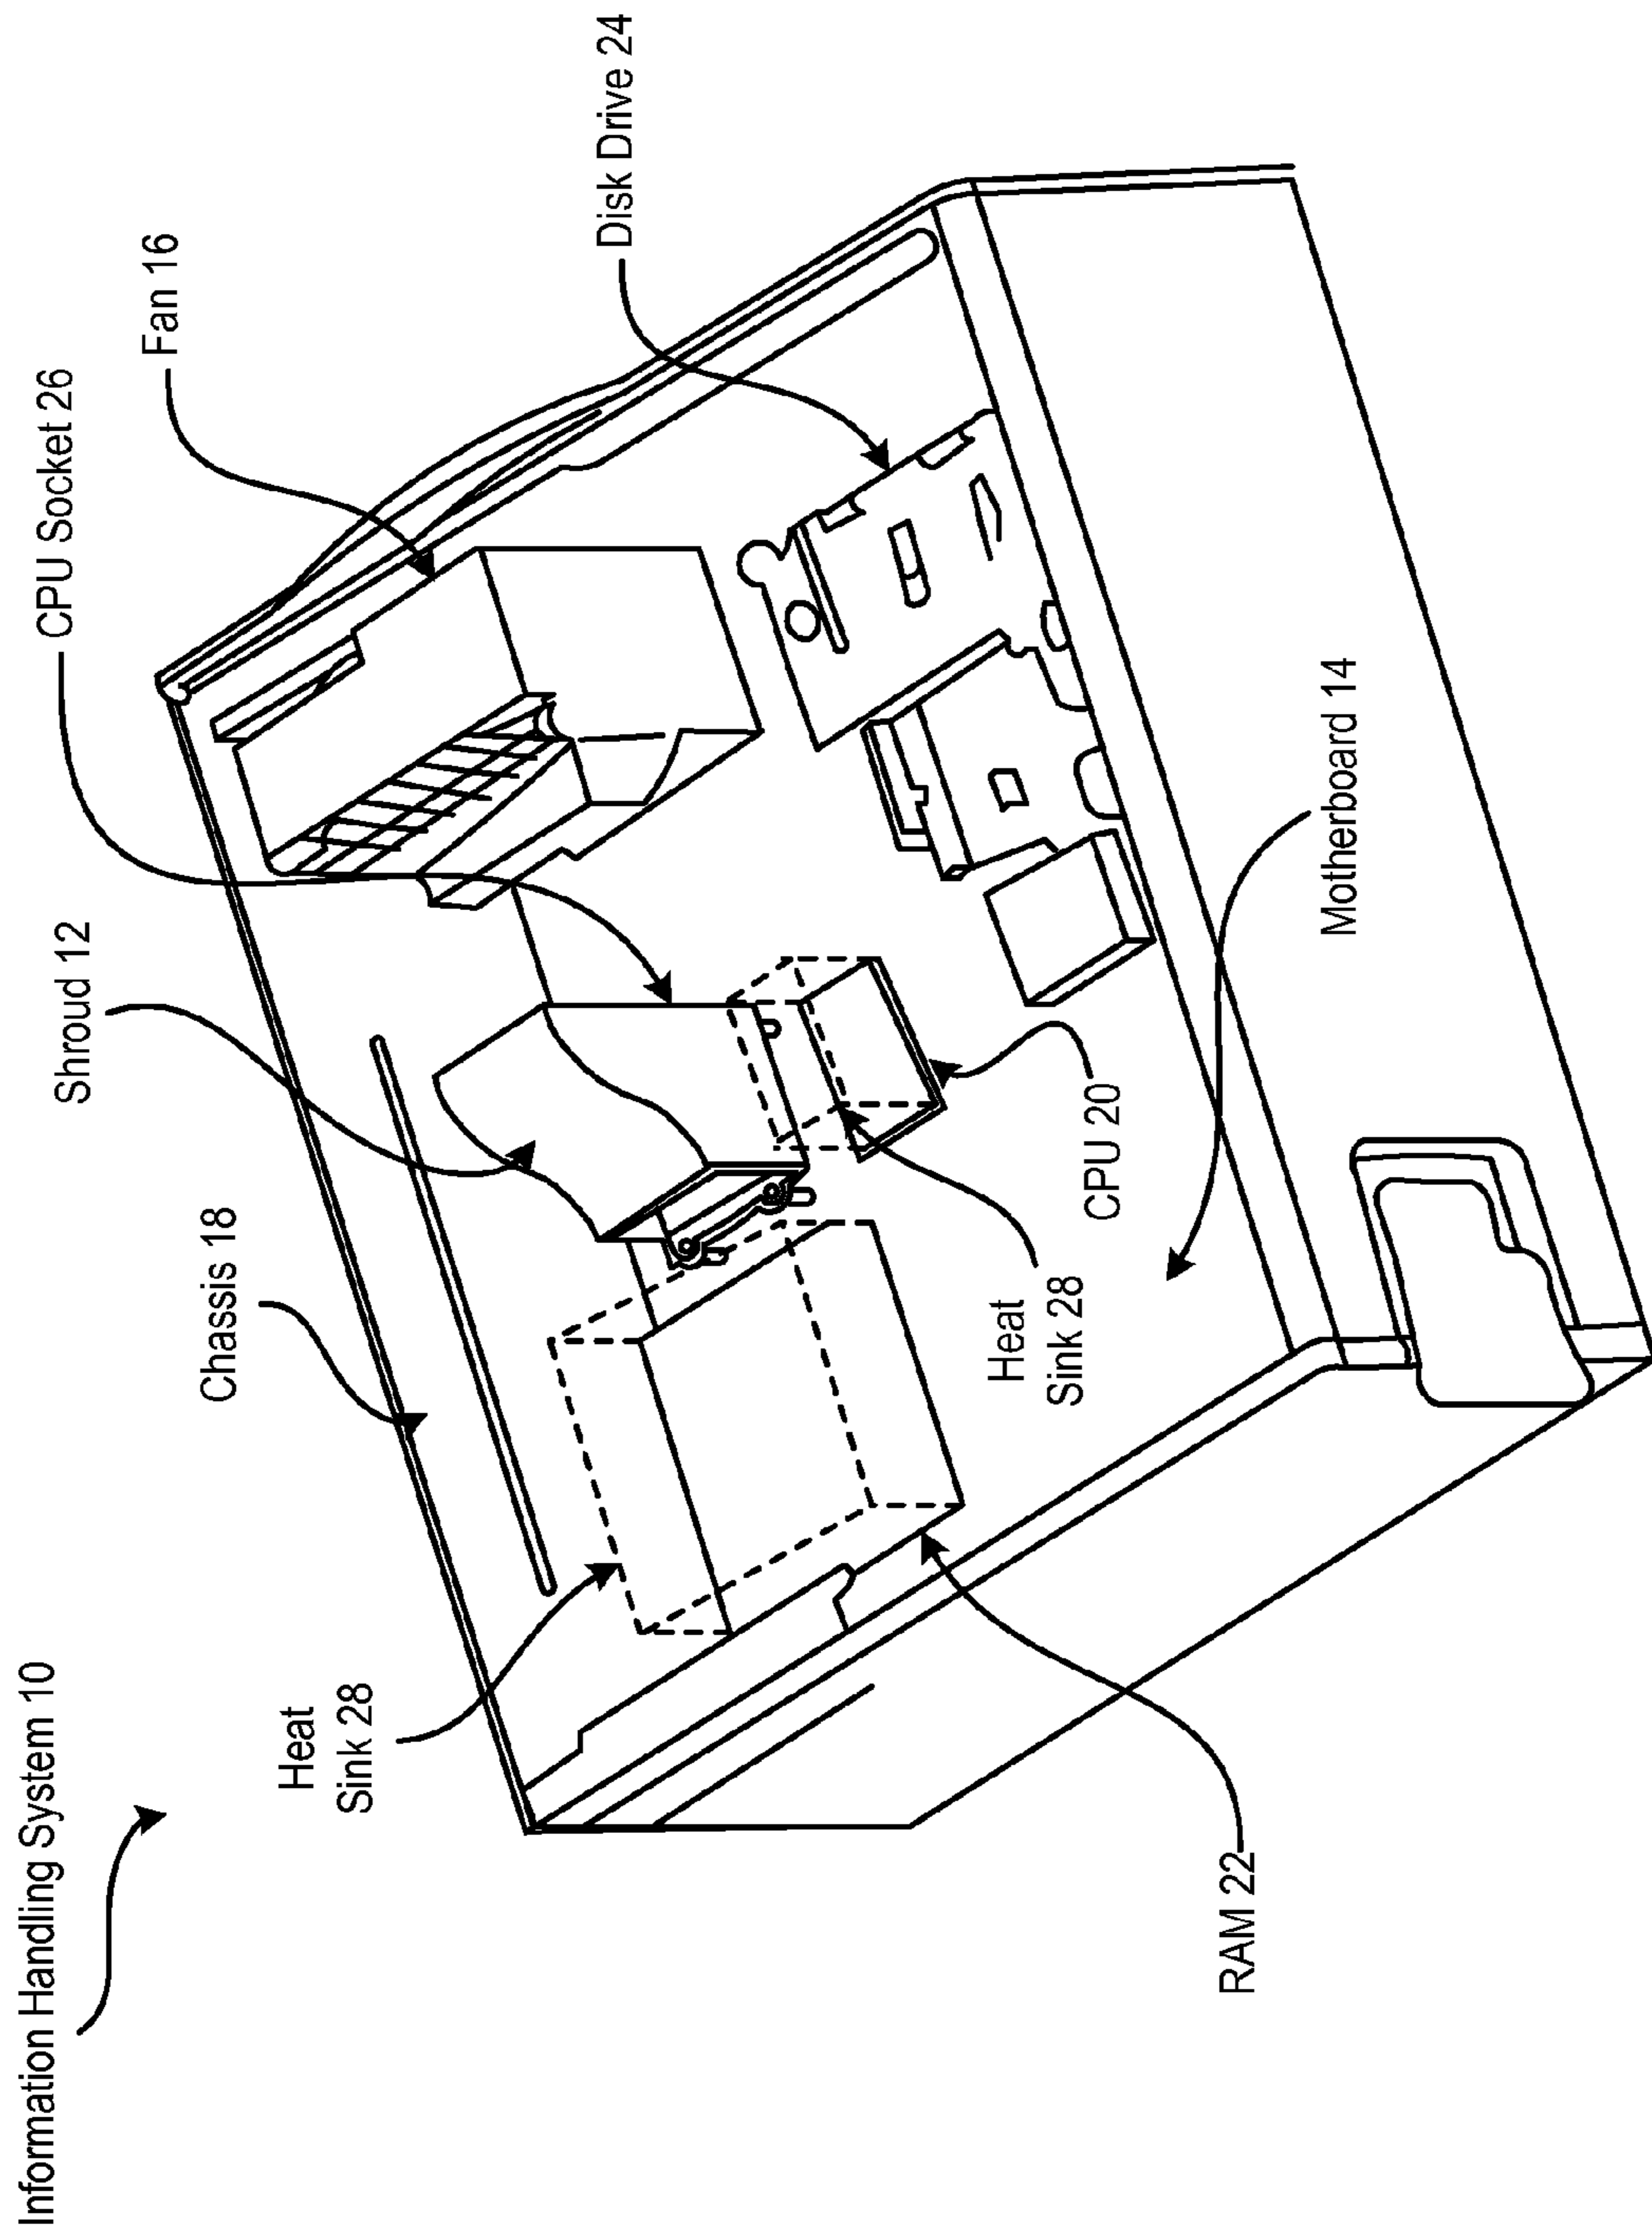 Information Handling System 10
Heat
Sink 28
Chassis 18
Shroud 12
CPU Socket 26
Fan 16
Disk Drive 24
RAM 22
Heat
Sink 28
CPU 20
Motherboard 14